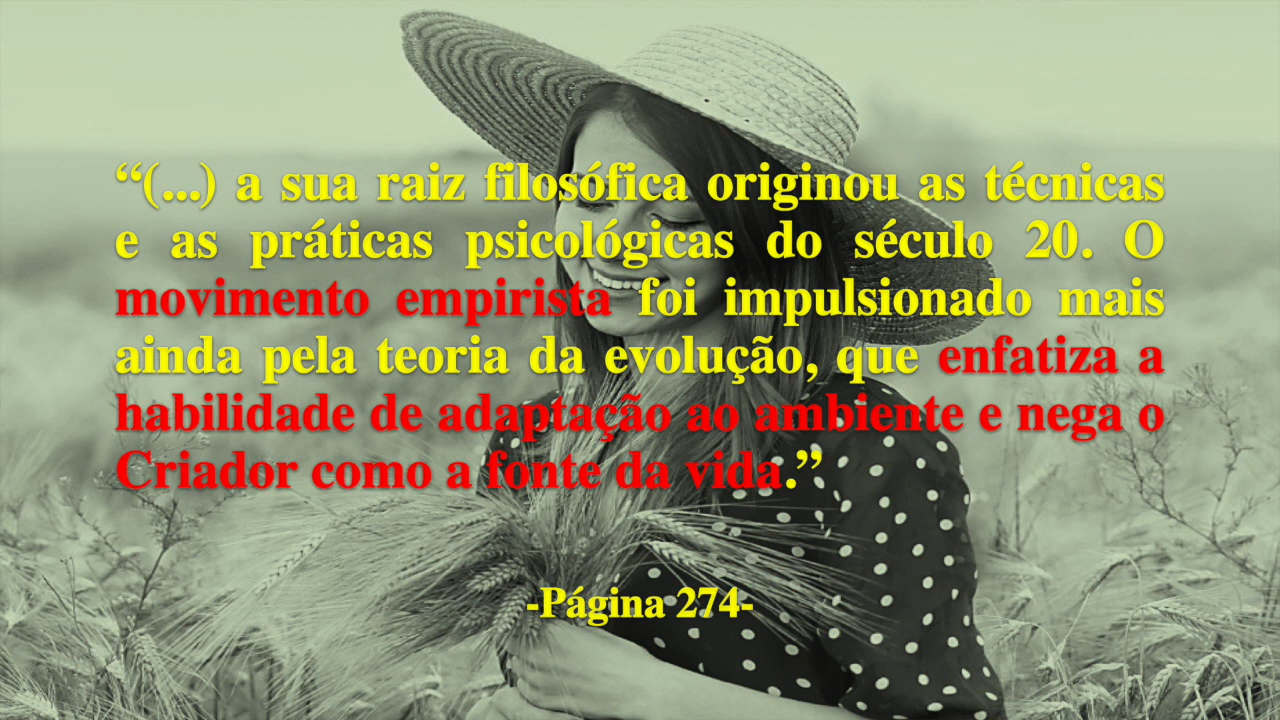 “(...) a sua raiz filosófica originou as técnicas
e as práticas psicológicas do século 20. O
movimento empirista foi impulsionado mais
ainda pela teoria da evolução, que enfatiza a
habilidade de adaptação ao ambiente e nega o
Criador como a fonte da vida.”
-Página 274-